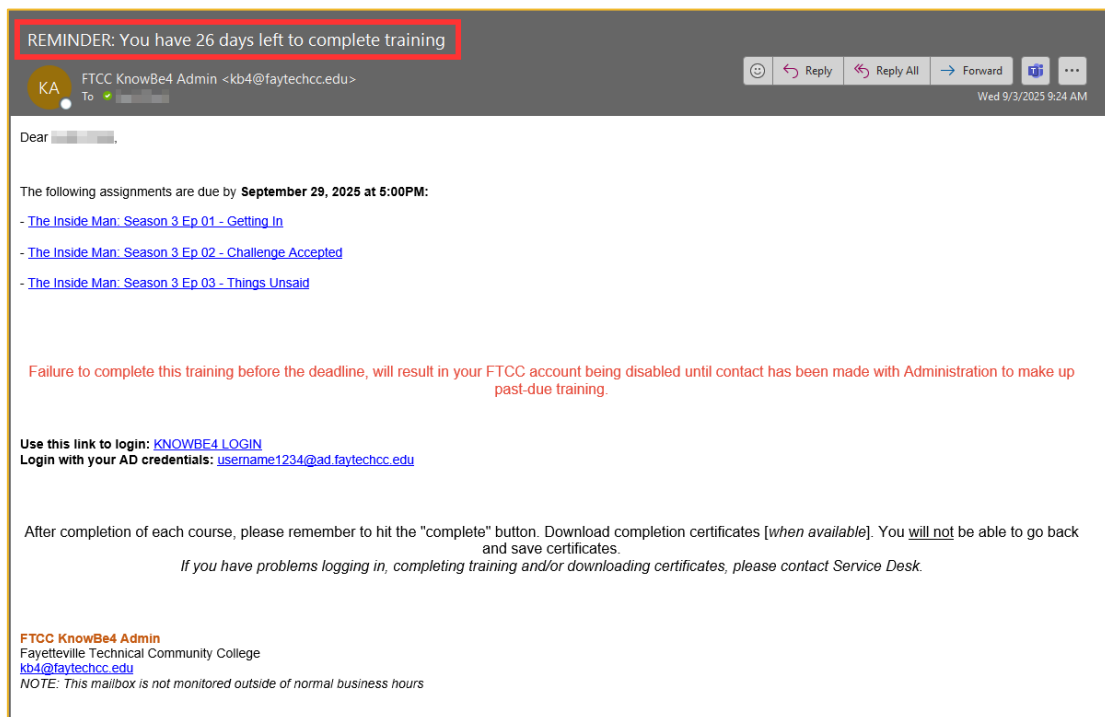 REMINDER: You have 26 days left to complete training
KA
FTCC KnowBe4 Admin <kb4@faytechcc.edu>
To
Reply
Reply All
Forward
Wed 9/3/2025 9:24 AM
Dear ,
The following assignments are due by September 29, 2025 at 5:00PM:
- The Inside Man: Season 3 Ep 01 - Getting In
- The Inside Man: Season 3 Ep 02 - Challenge Accepted
- The Inside Man: Season 3 Ep 03 - Things Unsaid
Failure to complete this training before the deadline, will result in your FTCC account being disabled until contact has been made with Administration to make up
past-due training.
Use this link to login: KNOWBE4 LOGIN
Login with your AD credentials: username1234@ad.faytechcc.edu
After completion of each course, please remember to hit the "complete" button. Download completion certificates [when available]. You will not be able to go back
and save certificates.
If you have problems logging in, completing training and/or downloading certificates, please contact Service Desk.
FTCC KnowBe4 Admin
Fayetteville Technical Community College
kb4@faytechcc.edu
NOTE: This mailbox is not monitored outside of normal business hours